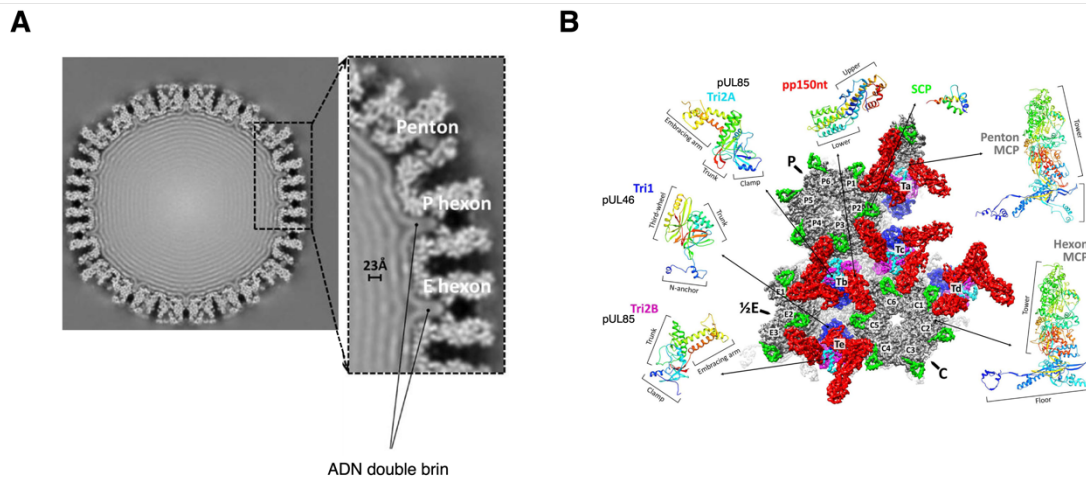 A
Penton
P hexon
23Å
E hexon
ADN double brin
B
pUL85
Tri2A
Embracing arm
Trunk
Clamp
pp150nt
Upper
Lower
SCP
Penton
MCP
Tower
Tri1
pUL46
Third-wheel
Trunk
N-anchor
Hexon
MCP
Tower
Floor
Tri2B
pUL85
Trunk
Embracing arm
Clamp
P
P6
P1
P5
P2
P4
P3
Ta
Tc
Tb
Td
Te
E1
½E
E2
E3
C6
C1
C5
C2
C4
C3
C